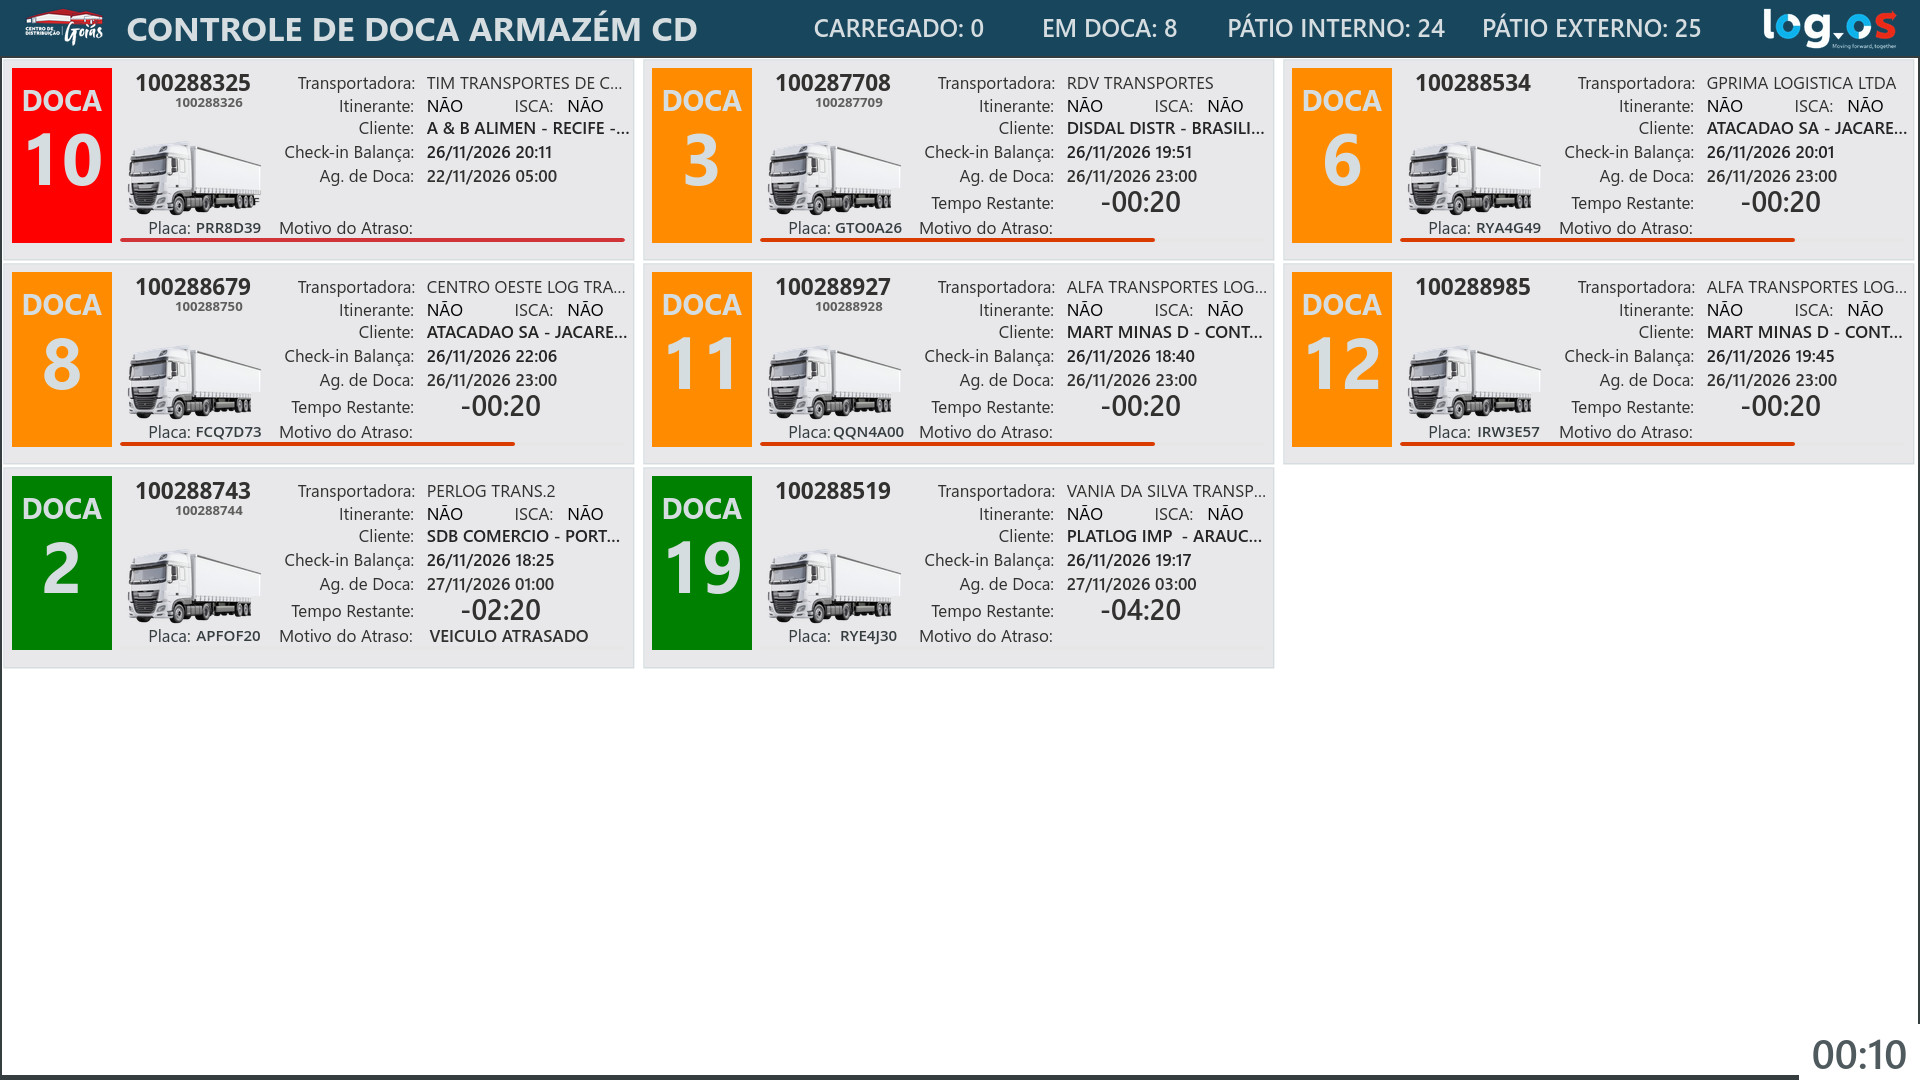 CENTRO DE
DISTRIBUIÇÃO
Goiás
CONTROLE DE DOCA ARMAZÉM CD
CARREGADO: 0
EM DOCA: 8
PÁTIO INTERNO: 24
PÁTIO EXTERNO: 25
log.os
Moving forward, together
DOCA
10
100288325
100288326
Transportadora: TIM TRANSPORTES DE C...
Itinerante: NÃO ISCA: NÃO
Cliente: A & B ALIMEN - RECIFE -...
Check-in Balança: 26/11/2026 20:11
Ag. de Doca: 22/11/2026 05:00
F
Placa: PRR8D39 Motivo do Atraso:
DOCA
3
100287708
100287709
Transportadora: RDV TRANSPORTES
Itinerante: NÃO ISCA: NÃO
Cliente: DISDAL DISTR - BRASILI...
Check-in Balança: 26/11/2026 19:51
Ag. de Doca: 26/11/2026 23:00
Tempo Restante: -00:20
Placa: GTO0A26 Motivo do Atraso:
DOCA
6
100288534
Transportadora: GPRIMA LOGISTICA LTDA
Itinerante: NÃO ISCA: NÃO
Cliente: ATACADAO SA - JACARE...
Check-in Balança: 26/11/2026 20:01
Ag. de Doca: 26/11/2026 23:00
Tempo Restante: -00:20
Placa: RYA4G49 Motivo do Atraso:
DOCA
8
100288679
100288750
Transportadora: CENTRO OESTE LOG TRA...
Itinerante: NÃO ISCA: NÃO
Cliente: ATACADAO SA - JACARE...
Check-in Balança: 26/11/2026 22:06
Ag. de Doca: 26/11/2026 23:00
Tempo Restante: -00:20
Placa: FCQ7D73 Motivo do Atraso:
DOCA
11
100288927
100288928
Transportadora: ALFA TRANSPORTES LOG...
Itinerante: NÃO ISCA: NÃO
Cliente: MART MINAS D - CONT...
Check-in Balança: 26/11/2026 18:40
Ag. de Doca: 26/11/2026 23:00
Tempo Restante: -00:20
Placa: QQN4A00 Motivo do Atraso:
DOCA
12
100288985
Transportadora: ALFA TRANSPORTES LOG...
Itinerante: NÃO ISCA: NÃO
Cliente: MART MINAS D - CONT...
Check-in Balança: 26/11/2026 19:45
Ag. de Doca: 26/11/2026 23:00
Tempo Restante: -00:20
Placa: IRW3E57 Motivo do Atraso:
DOCA
2
100288743
100288744
Transportadora: PERLOG TRANS.2
Itinerante: NÃO ISCA: NÃO
Cliente: SDB COMERCIO - PORT...
Check-in Balança: 26/11/2026 18:25
Ag. de Doca: 27/11/2026 01:00
Tempo Restante: -02:20
Placa: APFOF20 Motivo do Atraso: VEICULO ATRASADO
DOCA
19
100288519
Transportadora: VANIA DA SILVA TRANSP...
Itinerante: NÃO ISCA: NÃO
Cliente: PLATLOG IMP - ARAUC...
Check-in Balança: 26/11/2026 19:17
Ag. de Doca: 27/11/2026 03:00
Tempo Restante: -04:20
Placa: RYE4J30 Motivo do Atraso:
00:10